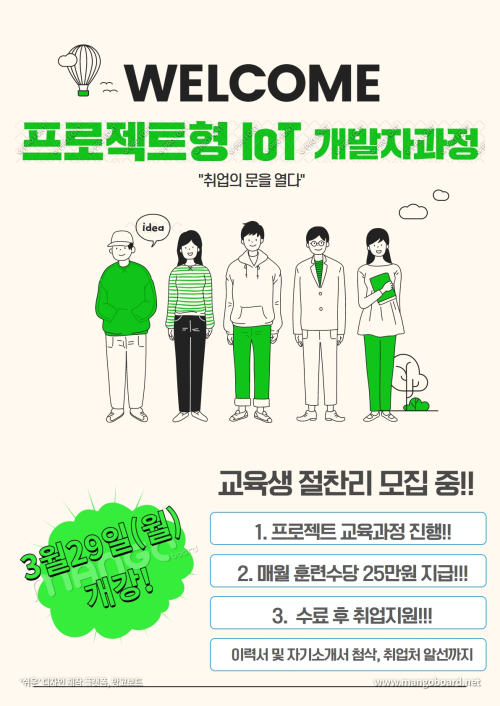 WELCOME
프로젝트형 IoT 개발자과정
"취업의 문을 열다"
idea
교육생 절찬리 모집 중!!
3월29일(월)
개강!
1. 프로젝트 교육과정 진행!!
2. 매월 훈련수당 25만원 지급!!!
3. 수료 후 취업지원!!!
이력서 및 자기소개서 첨삭, 취업처 알선까지
"쉬운" 디자인 제작 플랫폼, 망고보드
www.mangoboard.net